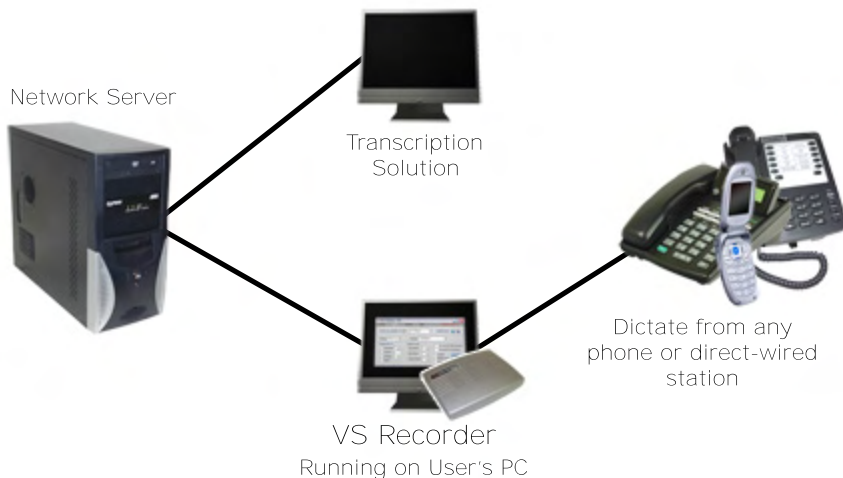 Network Server
Transcription
Solution
Dictate from any
phone or direct-wired
station
VS Recorder
Running on User's PC